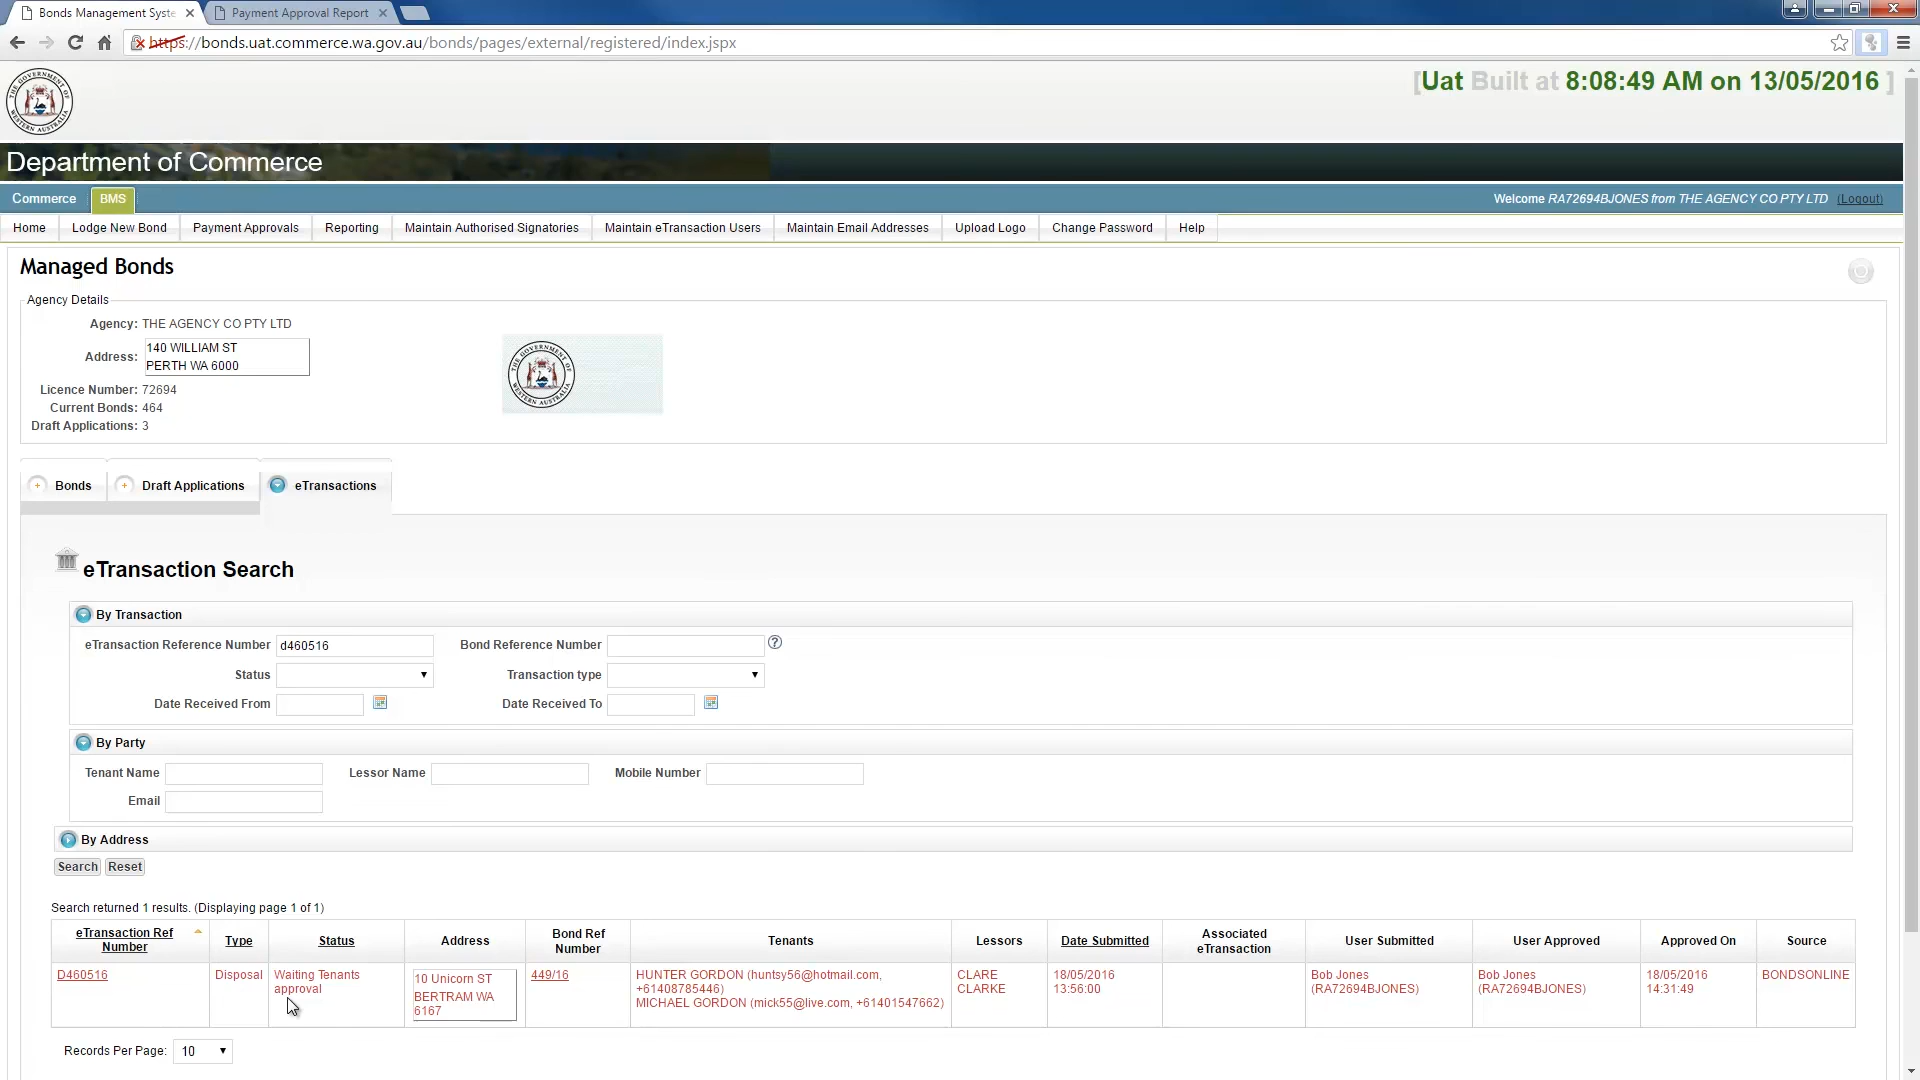 Bonds Management Syste
Payment Approval Report
https://bonds.uat.commerce.wa.gov.au/bonds/pages/external/registered/index.jspx
[Uat Built at 8:08:49 AM on 13/05/2016 ]
Department of Commerce
Commerce BMS
Welcome RA72694BJONES from THE AGENCY CO PTY LTD (Logout)
Home Lodge New Bond Payment Approvals Reporting Maintain Authorised Signatories Maintain eTransaction Users Maintain Email Addresses Upload Logo Change Password Help
Managed Bonds
Agency Details
Agency: THE AGENCY CO PTY LTD
Address: 140 WILLIAM ST
PERTH WA 6000
Licence Number: 72694
Current Bonds: 464
Draft Applications: 3
THE GOVERNMENT OF WESTERN AUSTRALIA
Bonds Draft Applications eTransactions
eTransaction Search
By Transaction
eTransaction Reference Number d460516 Bond Reference Number
Status Transaction type
Date Received From Date Received To
By Party
Tenant Name Lessor Name Mobile Number
Email
By Address
Search Reset
Search returned 1 results. (Displaying page 1 of 1)
eTransaction Ref Number Type Status Address Bond Ref Number Tenants Lessors Date Submitted Associated eTransaction User Submitted User Approved Approved On Source
D460516 Disposal Waiting Tenants approval 10 Unicorn ST BERTRAM WA 6167 449/16 HUNTER GORDON (huntsy56@hotmail.com, +61408785446) MICHAEL GORDON (mick55@live.com, +61401547662) CLARE CLARKE 18/05/2016 13:56:00 Bob Jones (RA72694BJONES) Bob Jones (RA72694BJONES) 18/05/2016 14:31:49 BONDSONLINE
Records Per Page: 10